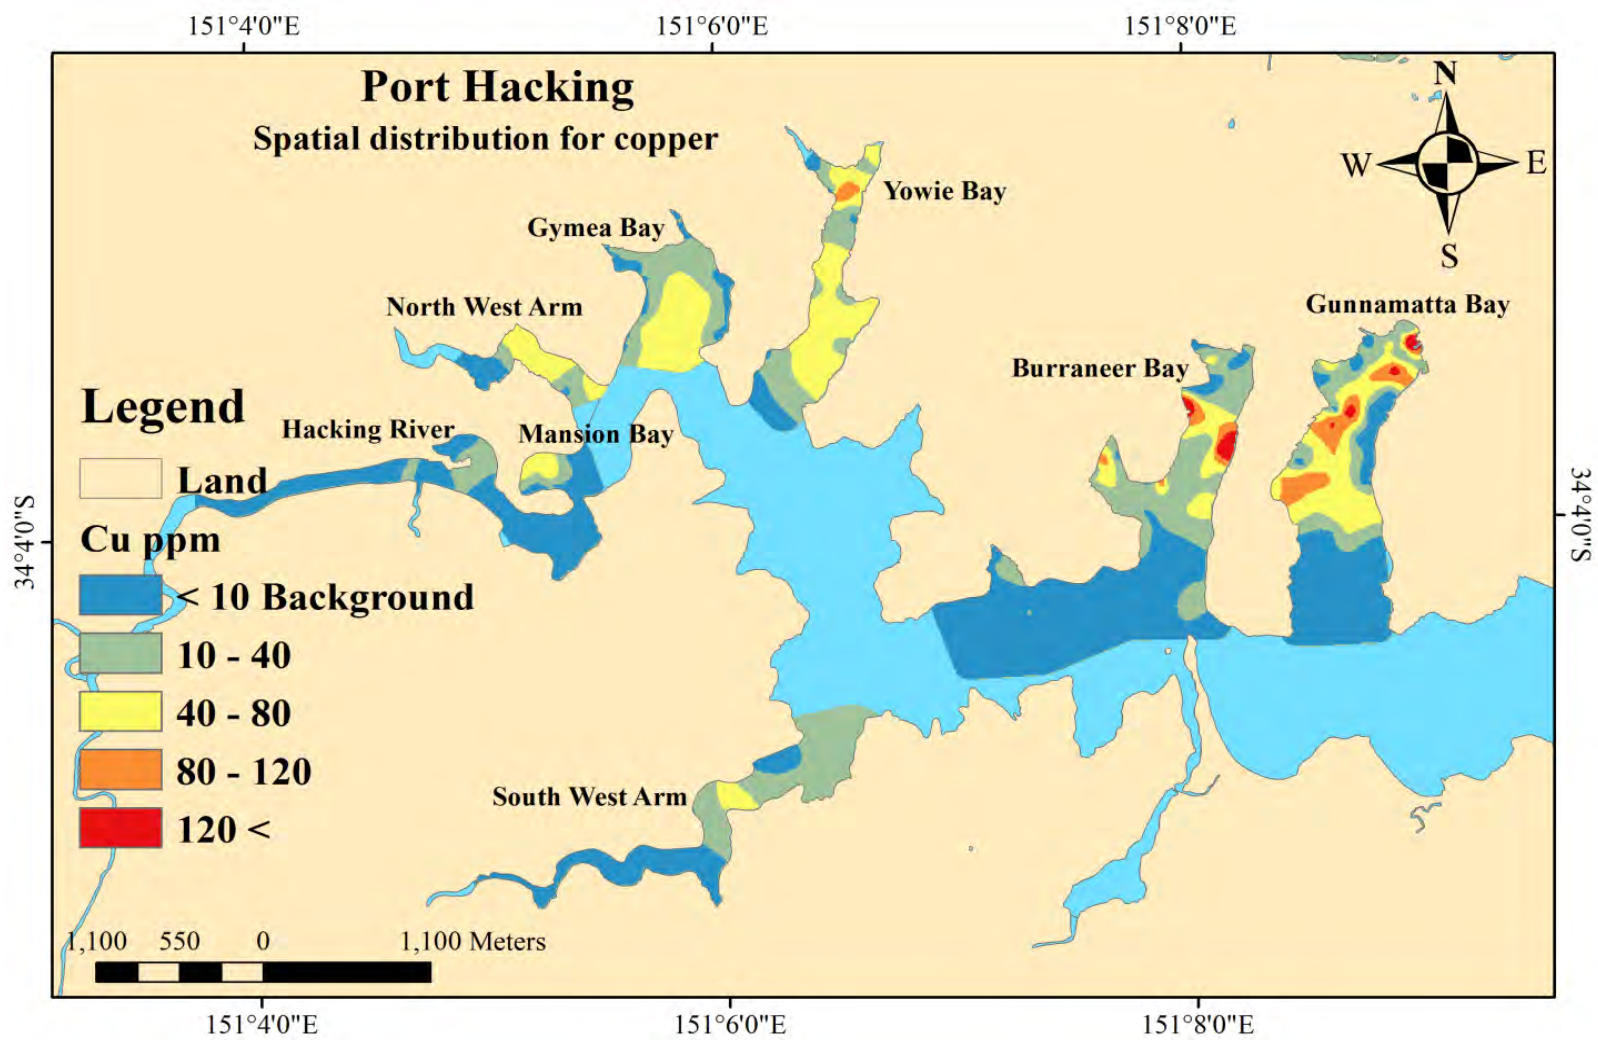 151°4'0"E 151°6'0"E 151°8'0"E
Port Hacking
Spatial distribution for copper
N
W E
S
Yowie Bay
Gymea Bay
North West Arm
Gunnamatta Bay
Burraneer Bay
Legend
Hacking River
Mansion Bay
Land
34°4'0"S
34°4'0"S
Cu ppm
< 10 Background
10 - 40
40 - 80
80 - 120
120 <
South West Arm
1,100 550 0 1,100 Meters
151°4'0"E 151°6'0"E 151°8'0"E